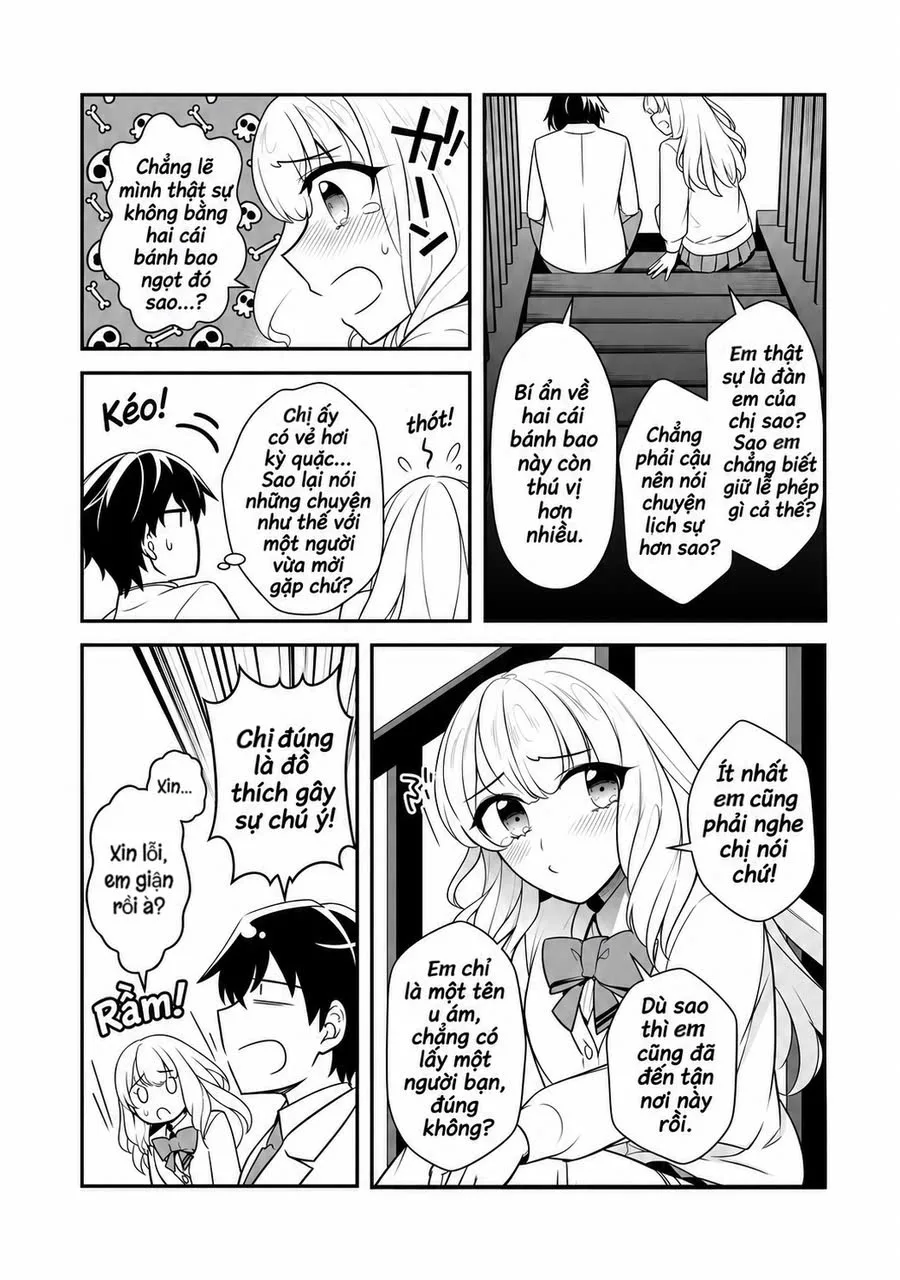 Em thật
sự là đàn
em của
chị sao?
Sao em
chẳng biết
giữ lễ phép
gì cả thế?
Chẳng
phải cậu
nên nói
chuyện
lịch sự
hơn sao?
Bí ẩn về
hai cái
bánh bao
này còn
thú vị
hơn
nhiều.
ガーン!
Chẳng lẽ
mình thật sự
không bằng
hai cái
bánh bao
ngọt đó
sao...?
thót!
Chị ấy
có vẻ hơi
kỳ quặc...
Sao lại nói
những chuyện
như thế với
một người
vừa mới
gặp chứ?
Kéo!
Ít nhất
em cũng
phải nghe
chị nói
chứ!
Dù sao
thì em
cũng đã
đến tận
nơi này
rồi.
Em chỉ
là một tên
u ám,
chẳng có
lấy một
người bạn,
đúng
không?
Chị đúng
là đồ
thích gây
sự chú ý!
Xin...
Xin lỗi,
em giận
rồi à?
Rầm!